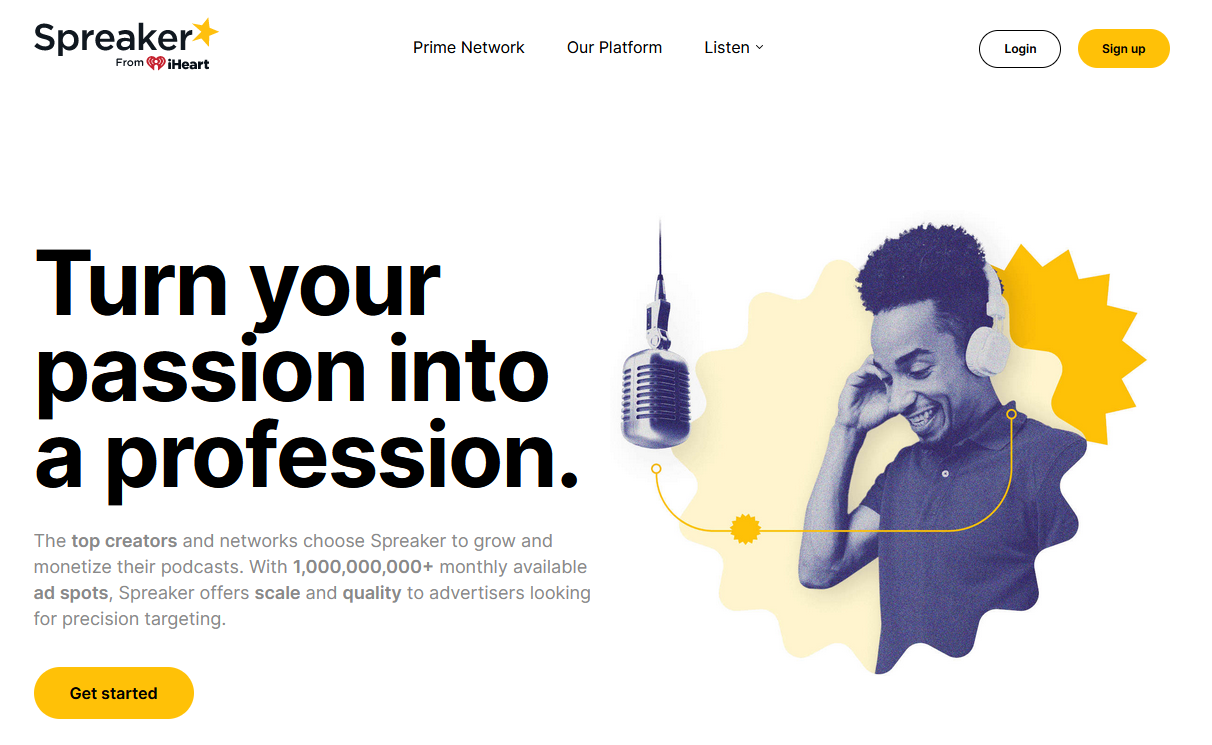 Spreaker
From iHeart
Prime Network
Our Platform
Listen
Login
Sign up
Turn your
passion into
a profession.
The top creators and networks choose Spreaker to grow and
monetize their podcasts. With 1,000,000,000+ monthly available
ad spots, Spreaker offers scale and quality to advertisers looking
for precision targeting.
Get started